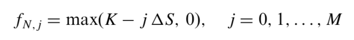 f_{N,j} = max(K − j ΔS, 0),   j = 0, 1, . . . , M